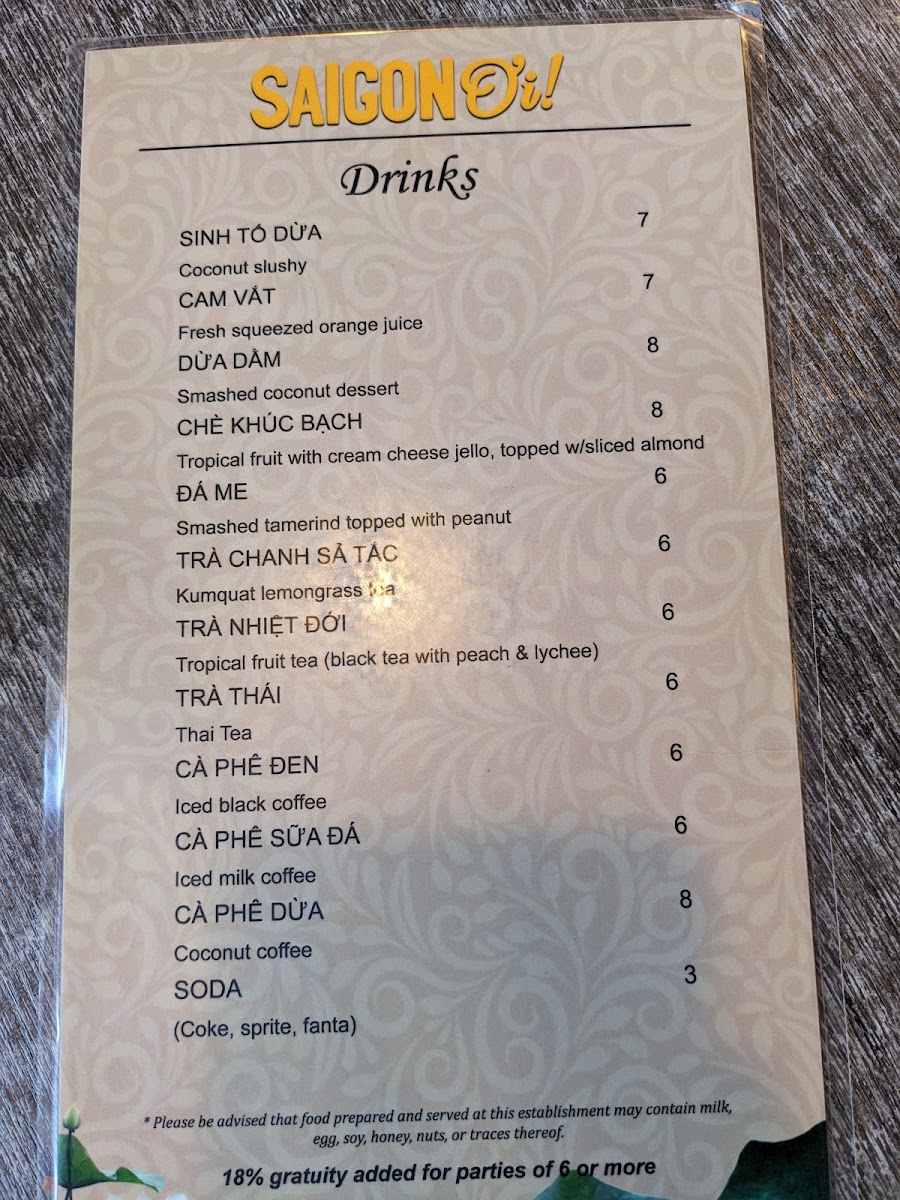 SAIGON Ơi!
Drinks
SINH TỐ DỪA 7
Coconut slushy
CAM VẮT 7
Fresh squeezed orange juice
DỪA DẰM 8
Smashed coconut dessert
CHÈ KHÚC BẠCH 8
Tropical fruit with cream cheese jello, topped w/sliced almond
ĐÁ ME 6
Smashed tamerind topped with peanut
TRÀ CHANH SẢ TẮC 6
Kumquat lemongrass tea
TRÀ NHIỆT ĐỚI 6
Tropical fruit tea (black tea with peach & lychee)
TRÀ THÁI 6
Thai Tea
CÀ PHÊ ĐEN 6
Iced black coffee
CÀ PHÊ SỮA ĐÁ 6
Iced milk coffee
CÀ PHÊ DỪA 8
Coconut coffee
SODA 3
(Coke, sprite, fanta)
* Please be advised that food prepared and served at this establishment may contain milk,
egg, soy, honey, nuts, or traces thereof.
18% gratuity added for parties of 6 or more